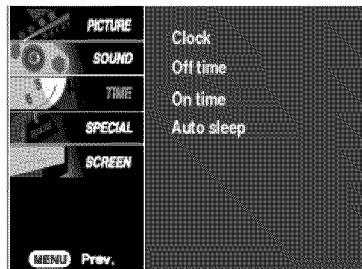 PICTURE
SOUND
TIME
SPECIAL
SCREEN
MENU Prev.
Clock
Off time
On time
Auto sleep